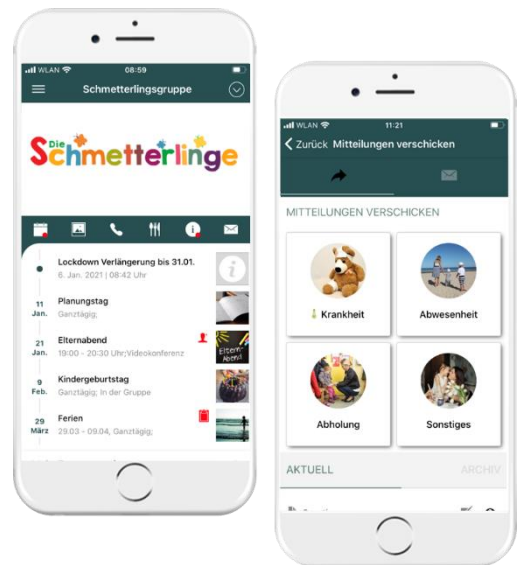 WLAN 08:59
Schmetterlingsgruppe
Die
Schmetterlinge
Lockdown Verlängerung bis 31.01.
6. Jan. 2021 | 08:42 Uhr
11
Jan.
Planungstag
Ganztägig;
21
Jan.
Elternabend
19:00 - 20:30 Uhr;Videokonferenz
Eltern-
Abend
9
Feb.
Kindergeburtstag
Ganztägig; In der Gruppe
29
März
Ferien
29.03 - 09.04, Ganztägig;
WLAN 11:21
Zurück Mitteilungen verschicken
MITTEILUNGEN VERSCHICKEN
Krankheit
Abwesenheit
Abholung
Sonstiges
AKTUELL
ARCHIV